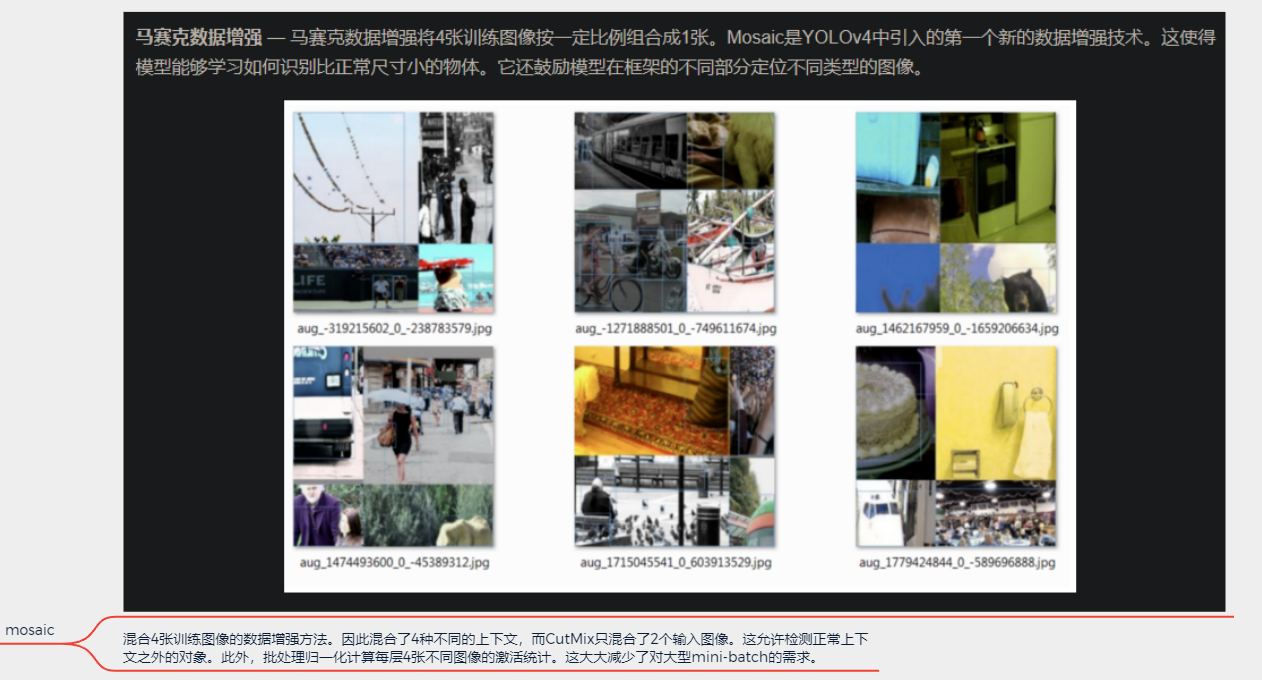 马赛克数据增强 — 马赛克数据增强将4张训练图像按一定比例组合成1张。Mosaic是YOLOv4中引入的第一个新的数据增强技术。这使得
模型能够学习如何识别比正常尺寸小的物体。它还鼓励模型在框架的不同部分定位不同类型的图像。
LIFE
aug_-319215602_0_-238783579.jpg
aug_-1271888501_0_-749611674.jpg
aug_1462167959_0_-1659206634.jpg
aug_1474493600_0_-45389312.jpg
aug_1715045541_0_603913529.jpg
aug_1779424844_0_-589696888.jpg
mosaic
混合4张训练图像的数据增强方法。因此混合了4种不同的上下文，而CutMix只混合了2个输入图像。这允许检测正常上下
文之外的对象。此外，批处理归一化计算每层4张不同图像的激活统计。这大大减少了对大型mini-batch的需求。